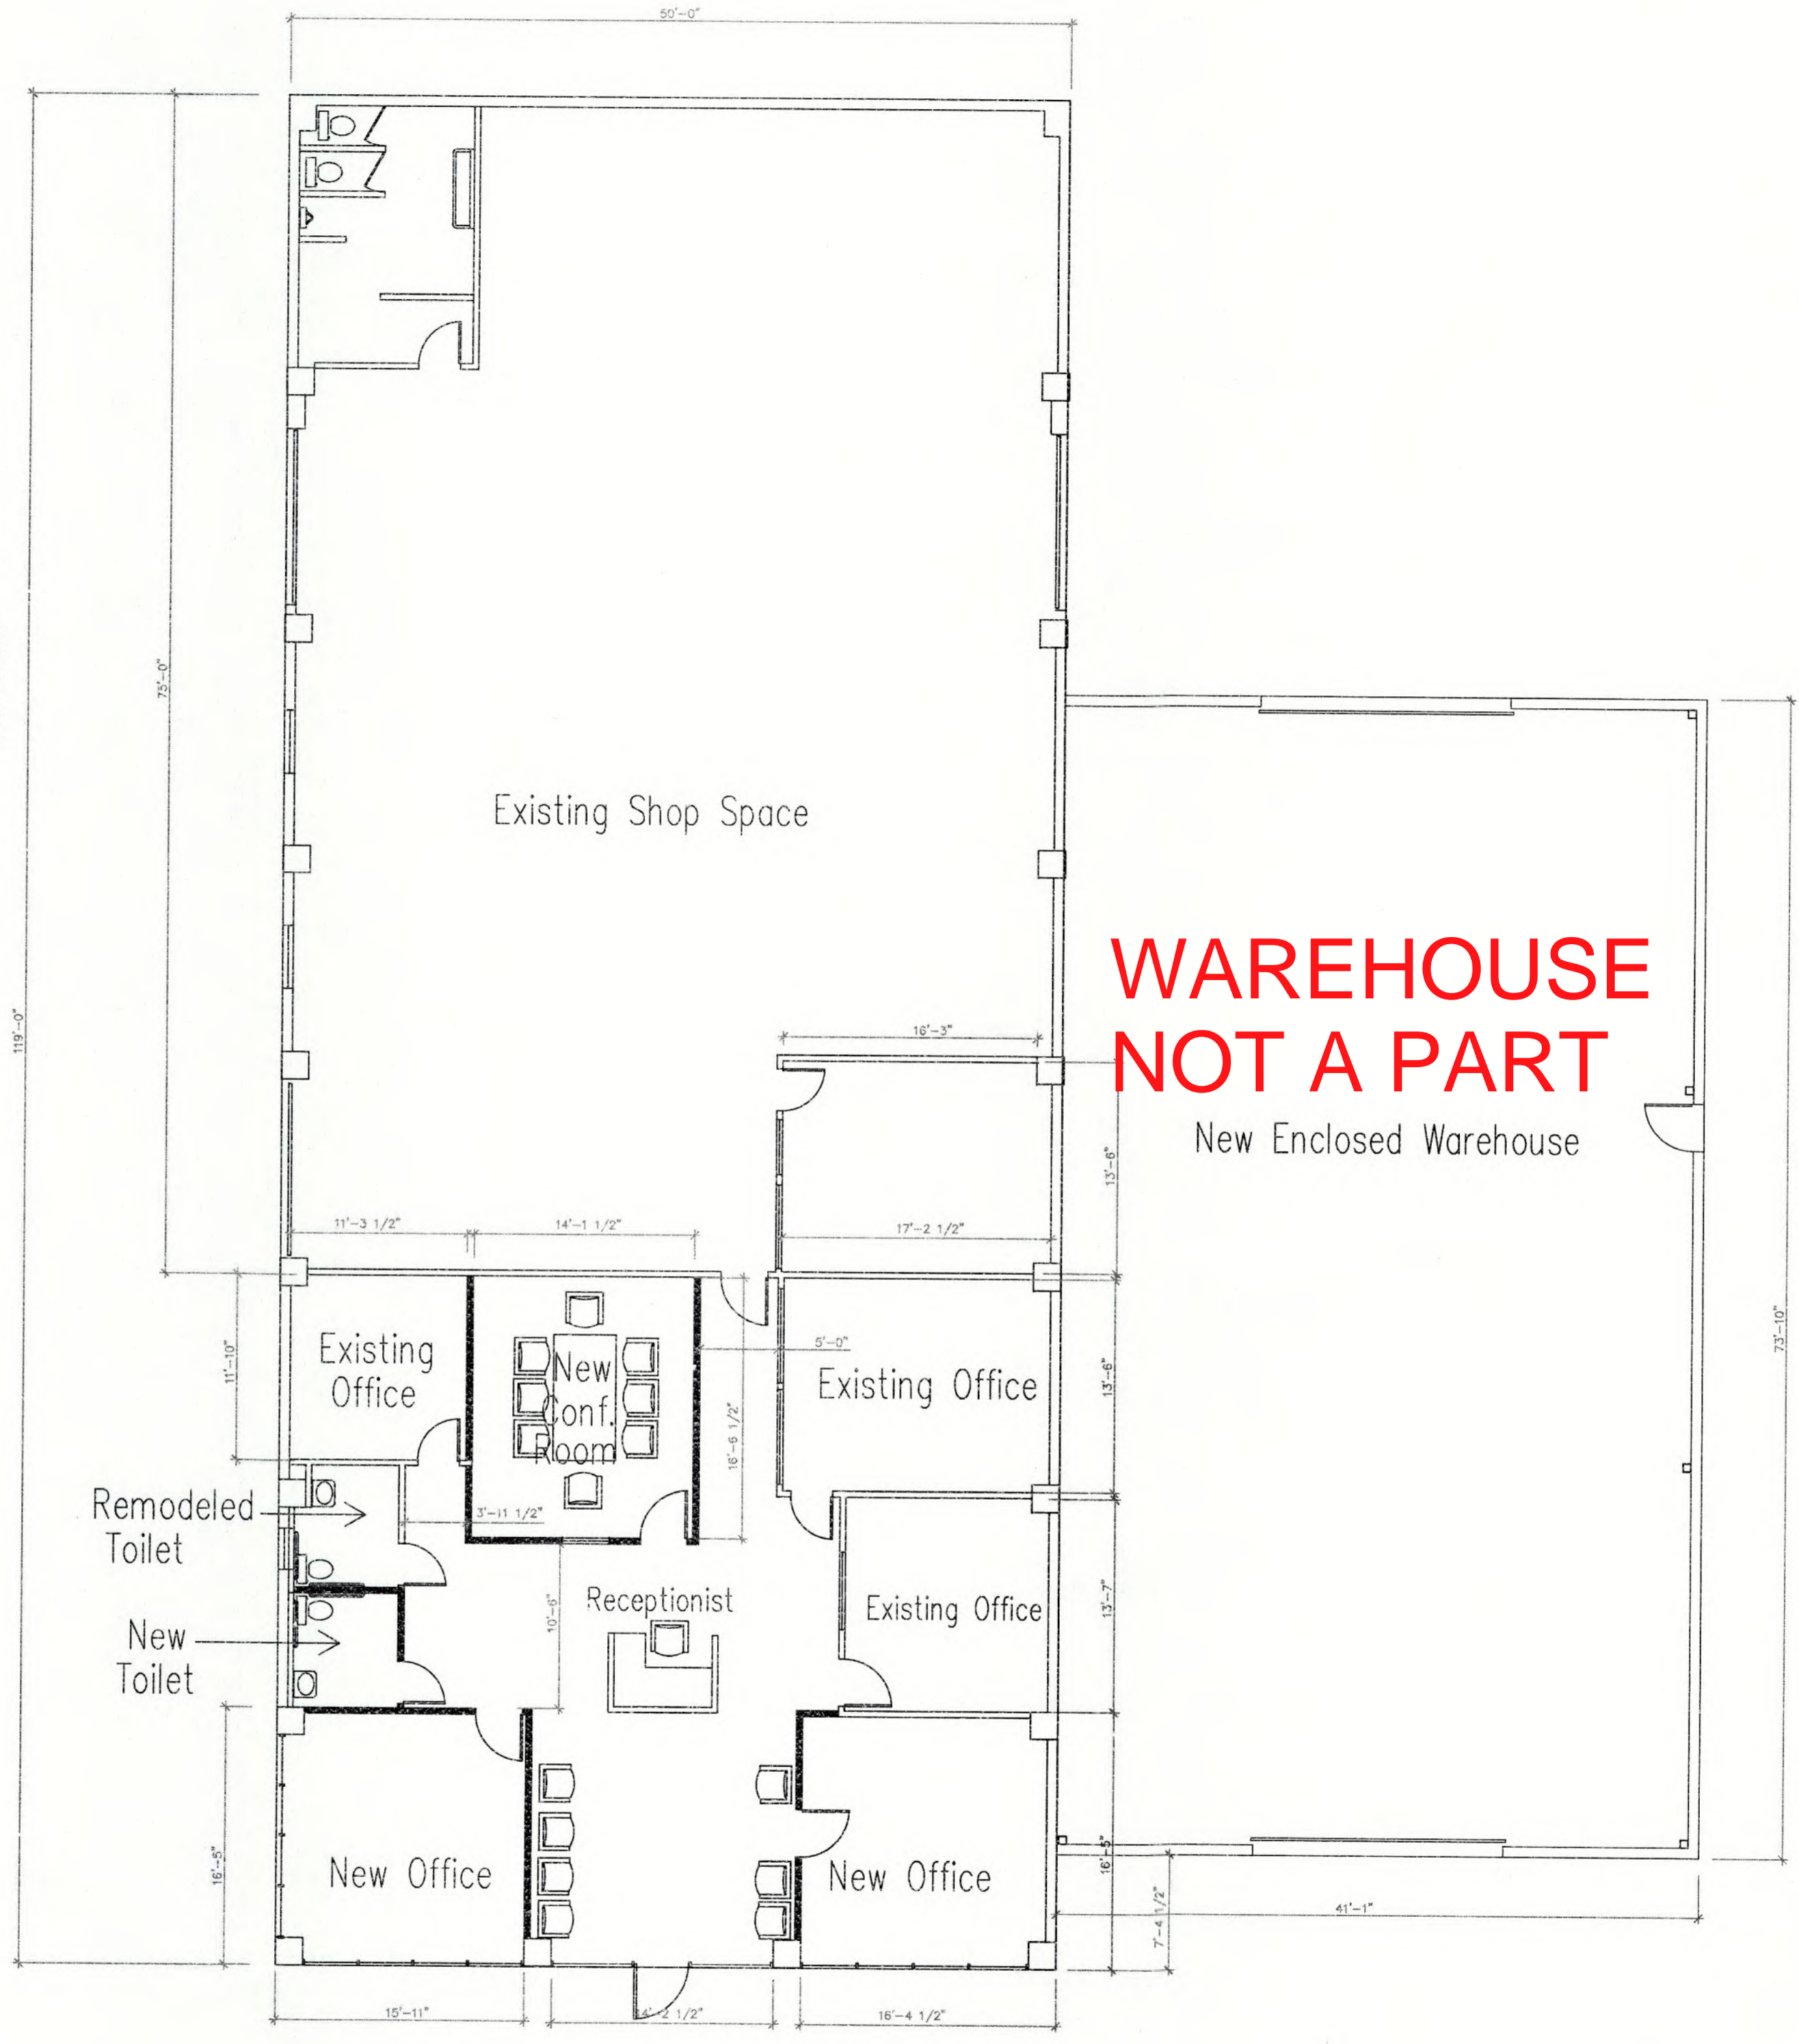 50'-0"
75'-0"
119'-0"
Existing Shop Space
WAREHOUSE
NOT A PART
New Enclosed Warehouse
16'-3"
13'-6"
11'-3 1/2"
14'-1 1/2"
17'-2 1/2"
73'-10"
11'-10"
Existing
Office
New
Conf.
Room
5'-0"
16'-6 1/2"
Existing Office
13'-6"
Remodeled
Toilet
3'-11 1/2"
New
Toilet
10'-6"
Receptionist
Existing Office
13'-7"
16'-5"
New Office
New Office
16'-5"
7'-4 1/2"
41'-1"
15'-11"
14'-2 1/2"
16'-4 1/2"